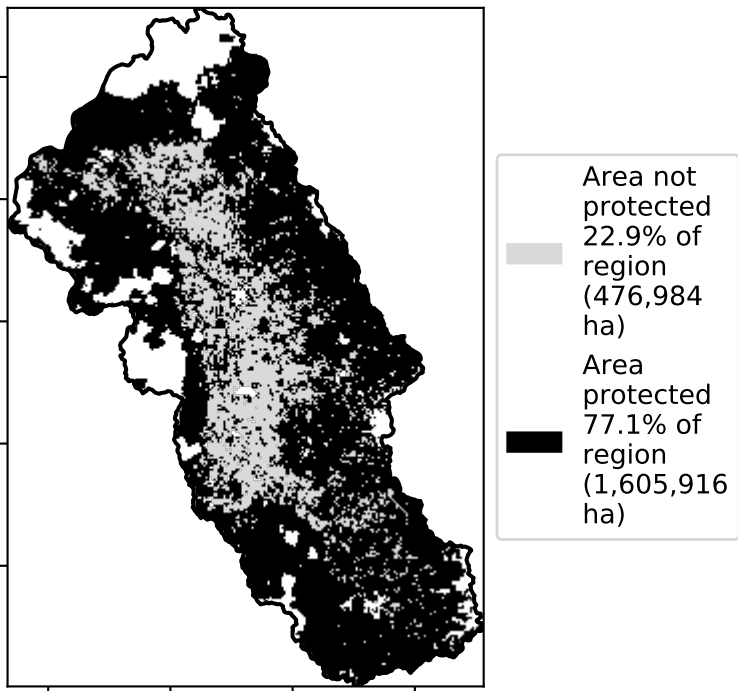 Area not
protected
22.9% of
region
(476,984
ha)
Area
protected
77.1% of
region
(1,605,916
ha)